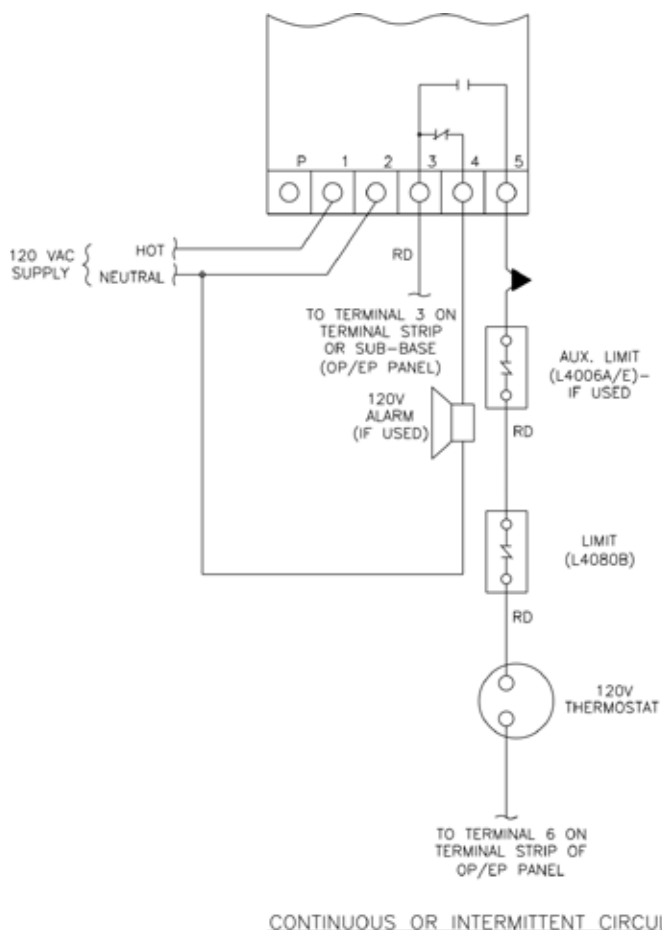 P 1 2 3 4 5
120 VAC
SUPPLY
HOT
NEUTRAL
RD
TO TERMINAL 3 ON
TERMINAL STRIP
OR SUB-BASE
(OP/EP PANEL)
120V
ALARM
(IF USED)
AUX. LIMIT
(L4006A/E)-
IF USED
RD
LIMIT
(L4080B)
RD
120V
THERMOSTAT
TO TERMINAL 6 ON
TERMINAL STRIP OF
OP/EP PANEL
CONTINUOUS OR INTERMITTENT CIRCUI